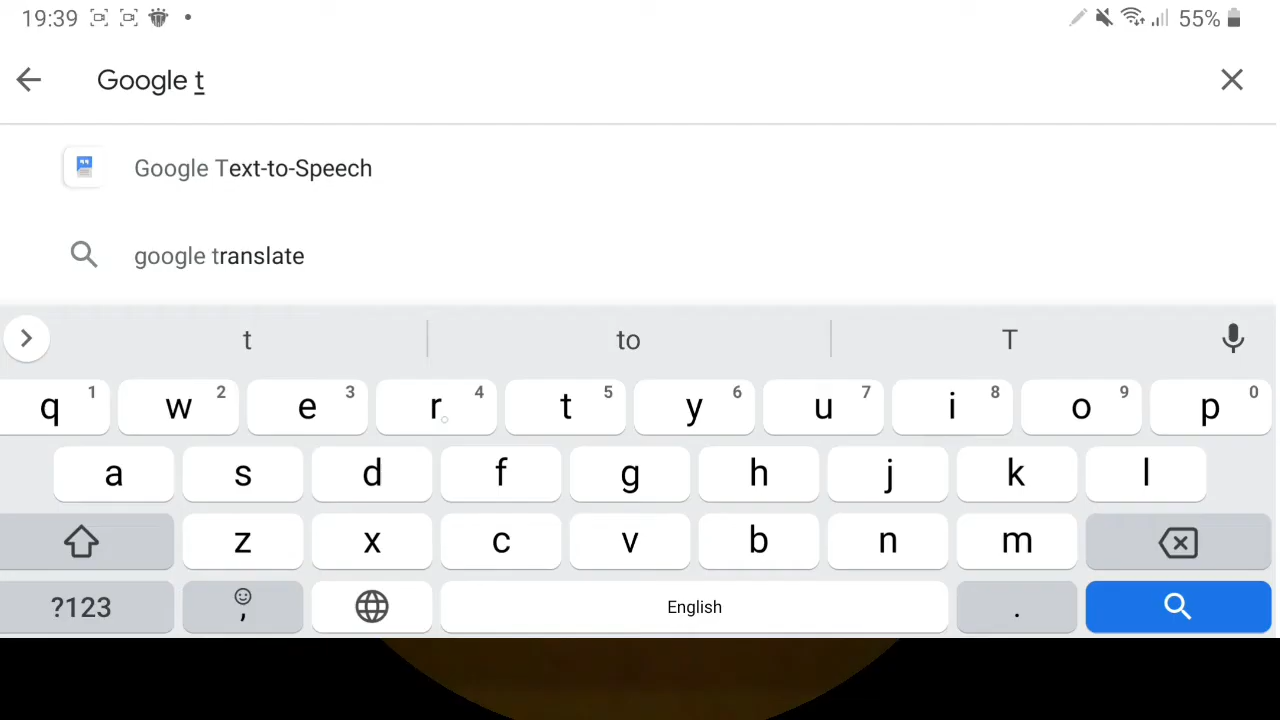 19:39 55%
Google t
Google Text-to-Speech
google translate
t to T
q 1 w 2 e 3 r 4 t 5 y 6 u 7 i 8 o 9 p 0
a s d f g h j k l
z x c v b n m
?123 , English .